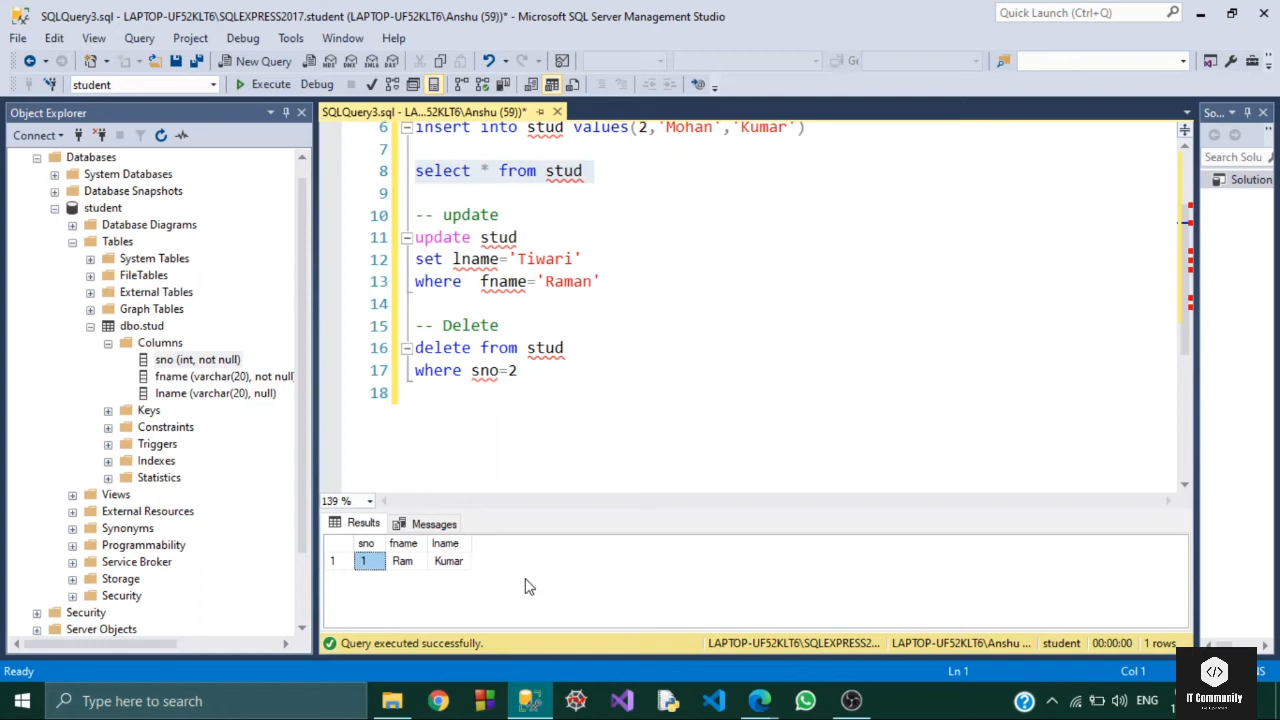 SQLQuery3.sql - LAPTOP-UF52KLT6\SQLEXPRESS2017.student (LAPTOP-UF52KLT6\Anshu (59))* - Microsoft SQL Server Management Studio
Quick Launch (Ctrl+Q)
File Edit View Query Project Debug Tools Window Help
New Query
student
Execute Debug
Object Explorer
SQLQuery3.sql - LA...52KLT6\Anshu (59))*
So...
Connect
Search Solu
Solution
Databases
System Databases
Database Snapshots
student
Database Diagrams
Tables
System Tables
FileTables
External Tables
Graph Tables
dbo.stud
Columns
sno (int, not null)
fname (varchar(20), not null
lname (varchar(20), null)
Keys
Constraints
Triggers
Indexes
Statistics
Views
External Resources
Synonyms
Programmability
Service Broker
Storage
Security
Security
Server Objects
6 insert into stud values(2,'Mohan','Kumar')
7
8 select * from stud
9
10 -- update
11 update stud
12 set lname='Tiwari'
13 where  fname='Raman'
14
15 -- Delete
16 delete from stud
17 where sno=2
18
139 %
Results Messages
sno fname lname
1 1 Ram Kumar
Query executed successfully.
LAPTOP-UF52KLT6\SQLEXPRESS2... LAPTOP-UF52KLT6\Anshu ... student 00:00:00 1 rows
Ready
Ln 1
Col 1
NS
Type here to search
ENG
IT Community